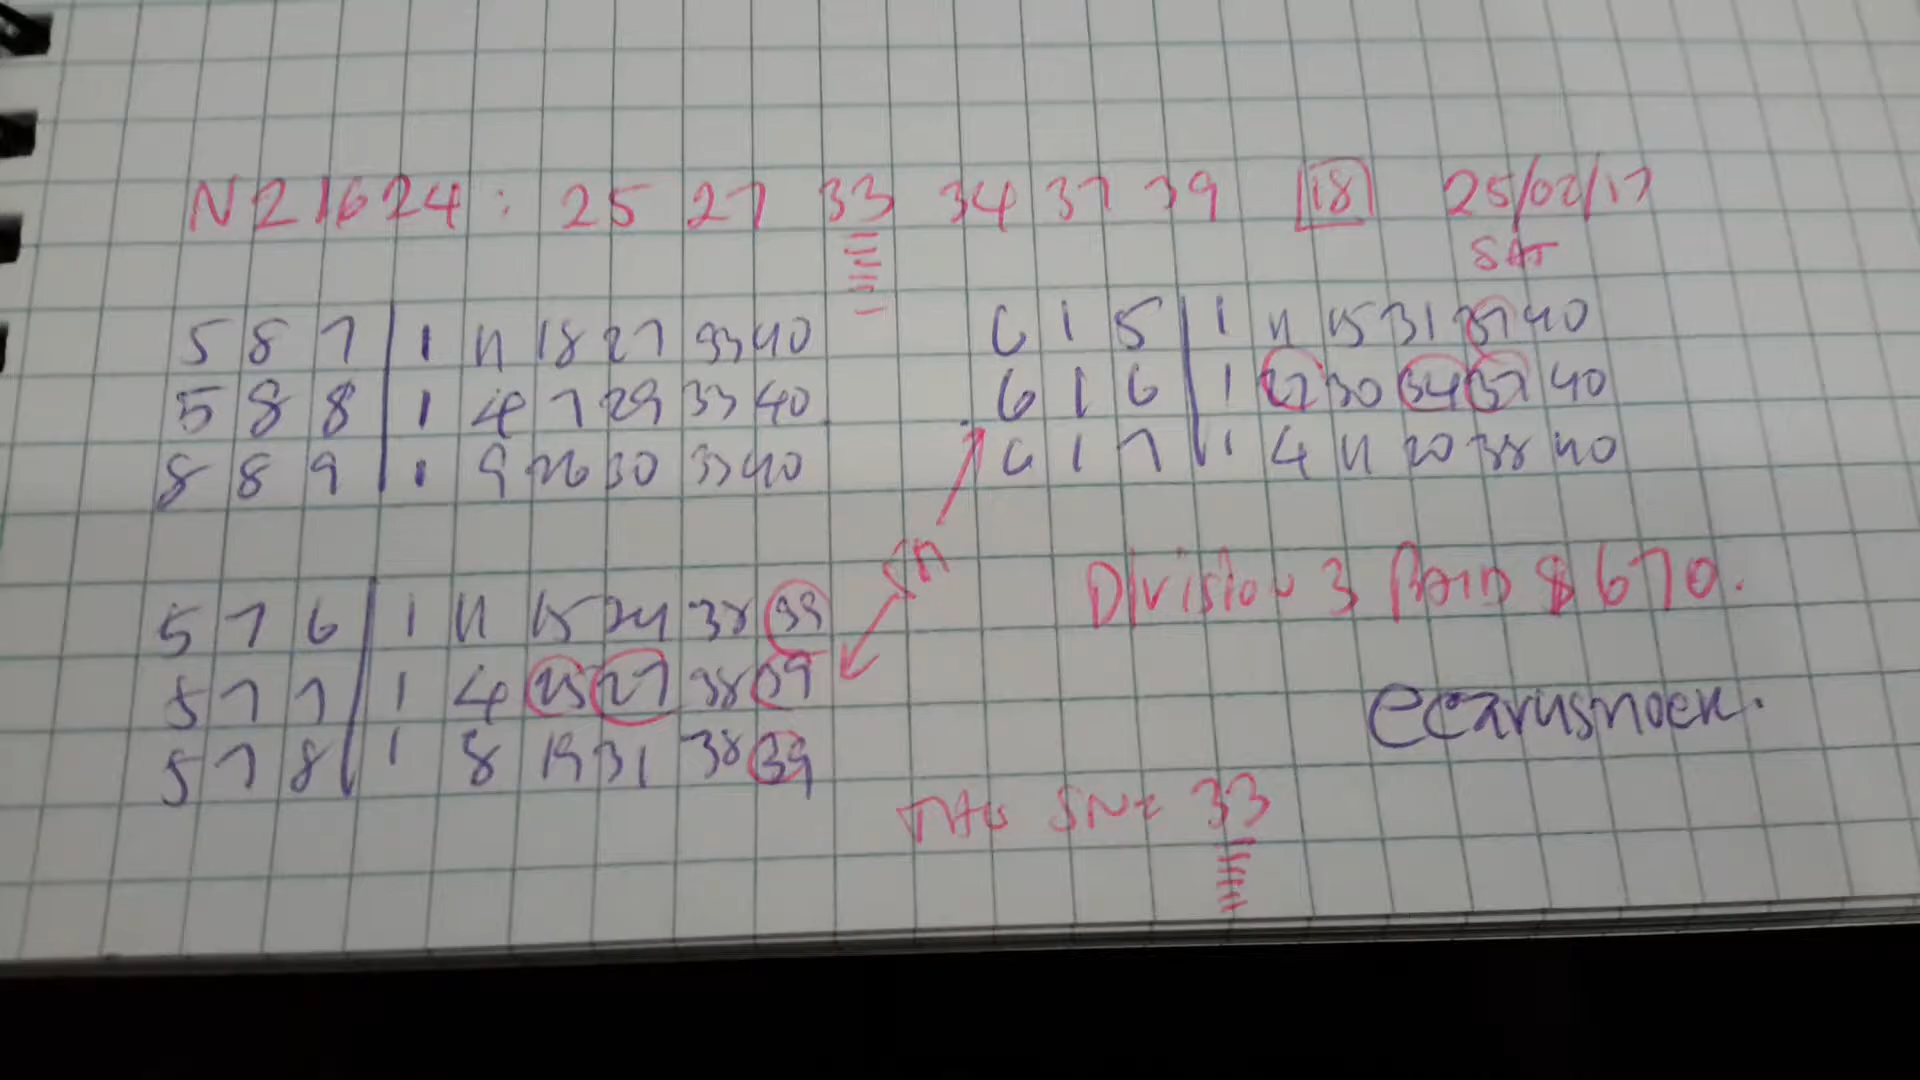 N21624: 25 27 33 34 37 39 18 25/02/17
SAT
5 8 7 | 1 11 18 27 33 40
5 8 8 | 1 4 7 29 33 40
8 8 9 | 1 9 26 30 33 40
6 1 5 | 1 11 15 31 37 40
6 1 6 | 1 27 30 34 37 40
6 1 7 | 1 4 11 20 38 40
5 7 6 | 1 11 15 24 38 39
5 7 7 | 1 4 25 27 38 39
5 7 8 | 1 8 19 31 38 39
Division 3 Paid $670.
33